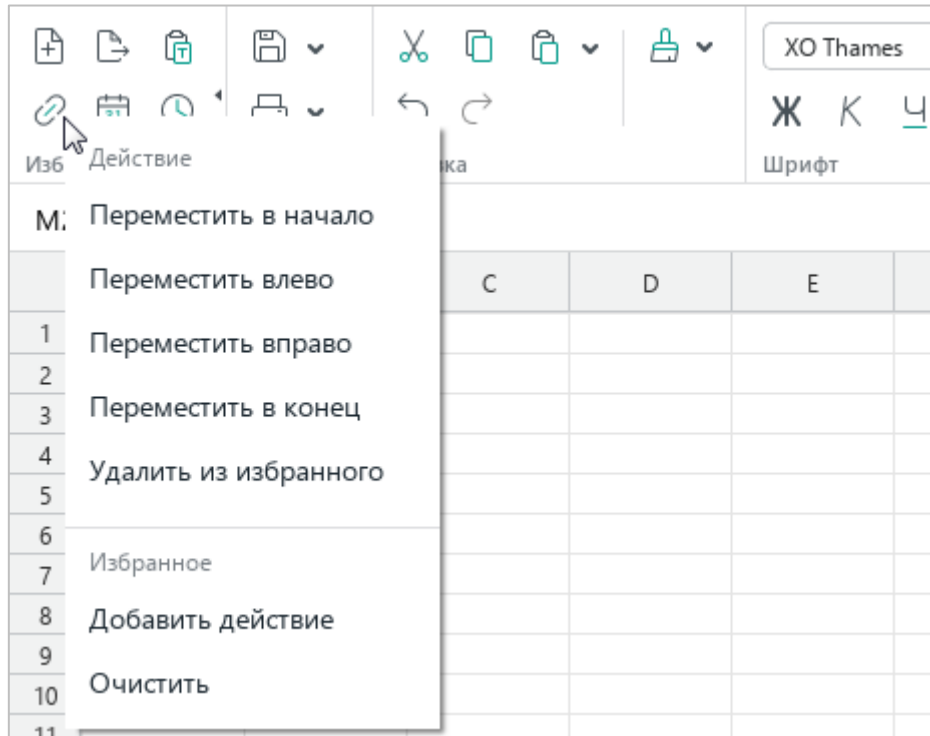 XO Thames
Ж К Ч
Изб
ка
Шрифт
Действие
Переместить в начало
Переместить влево
Переместить вправо
Переместить в конец
Удалить из избранного
Избранное
Добавить действие
Очистить
C D E
1
2
3
4
5
6
7
8
9
10
11